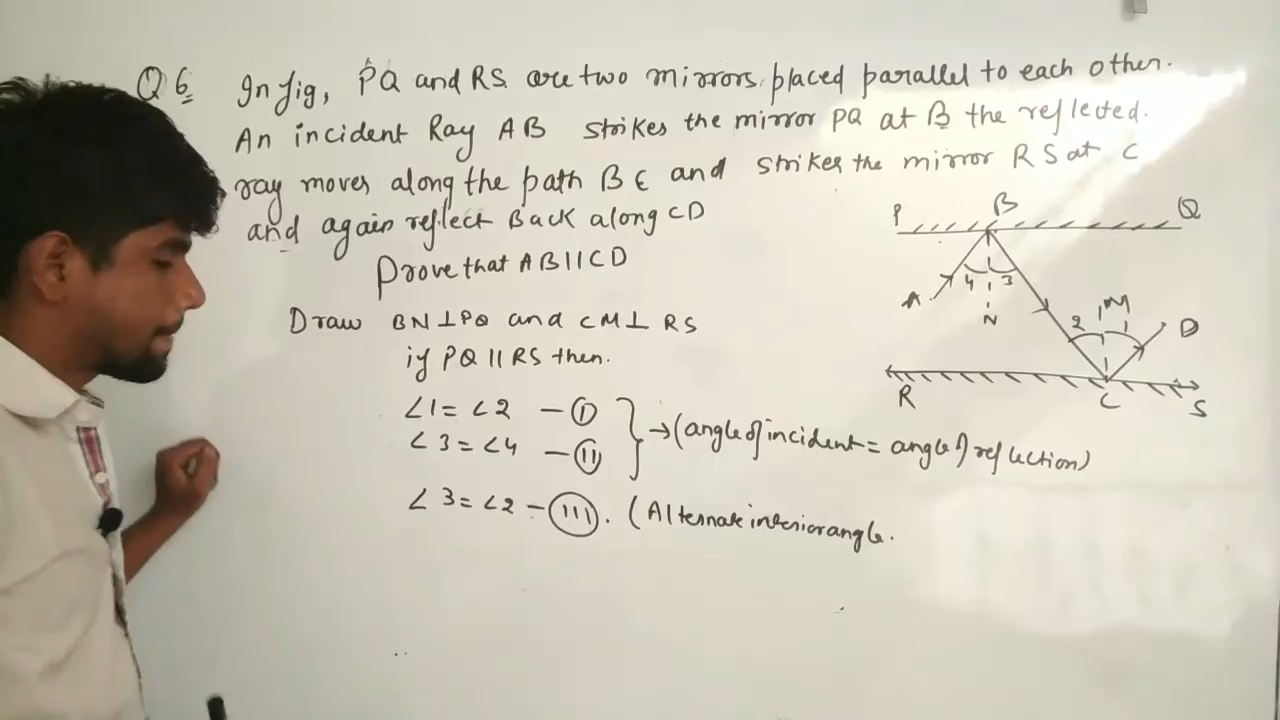 Q6 In fig, PQ and RS are two mirrors placed parallel to each other.
An incident Ray AB strikes the mirror PQ at B the reflected.
ray moves along the path BC and strikes the mirror RS at C
and again reflect Back along CD
Prove that AB||CD
Draw BN⊥PQ and CM⊥ RS
if PQ || RS then.
∠1 = ∠2 — I
∠3 = ∠4 — II
→ (angle of incident = angle of reflection)
∠3 = ∠2 — III. (Alternate interior angle.
P B Q
A 4 3
N
2 M 1 D
R C S